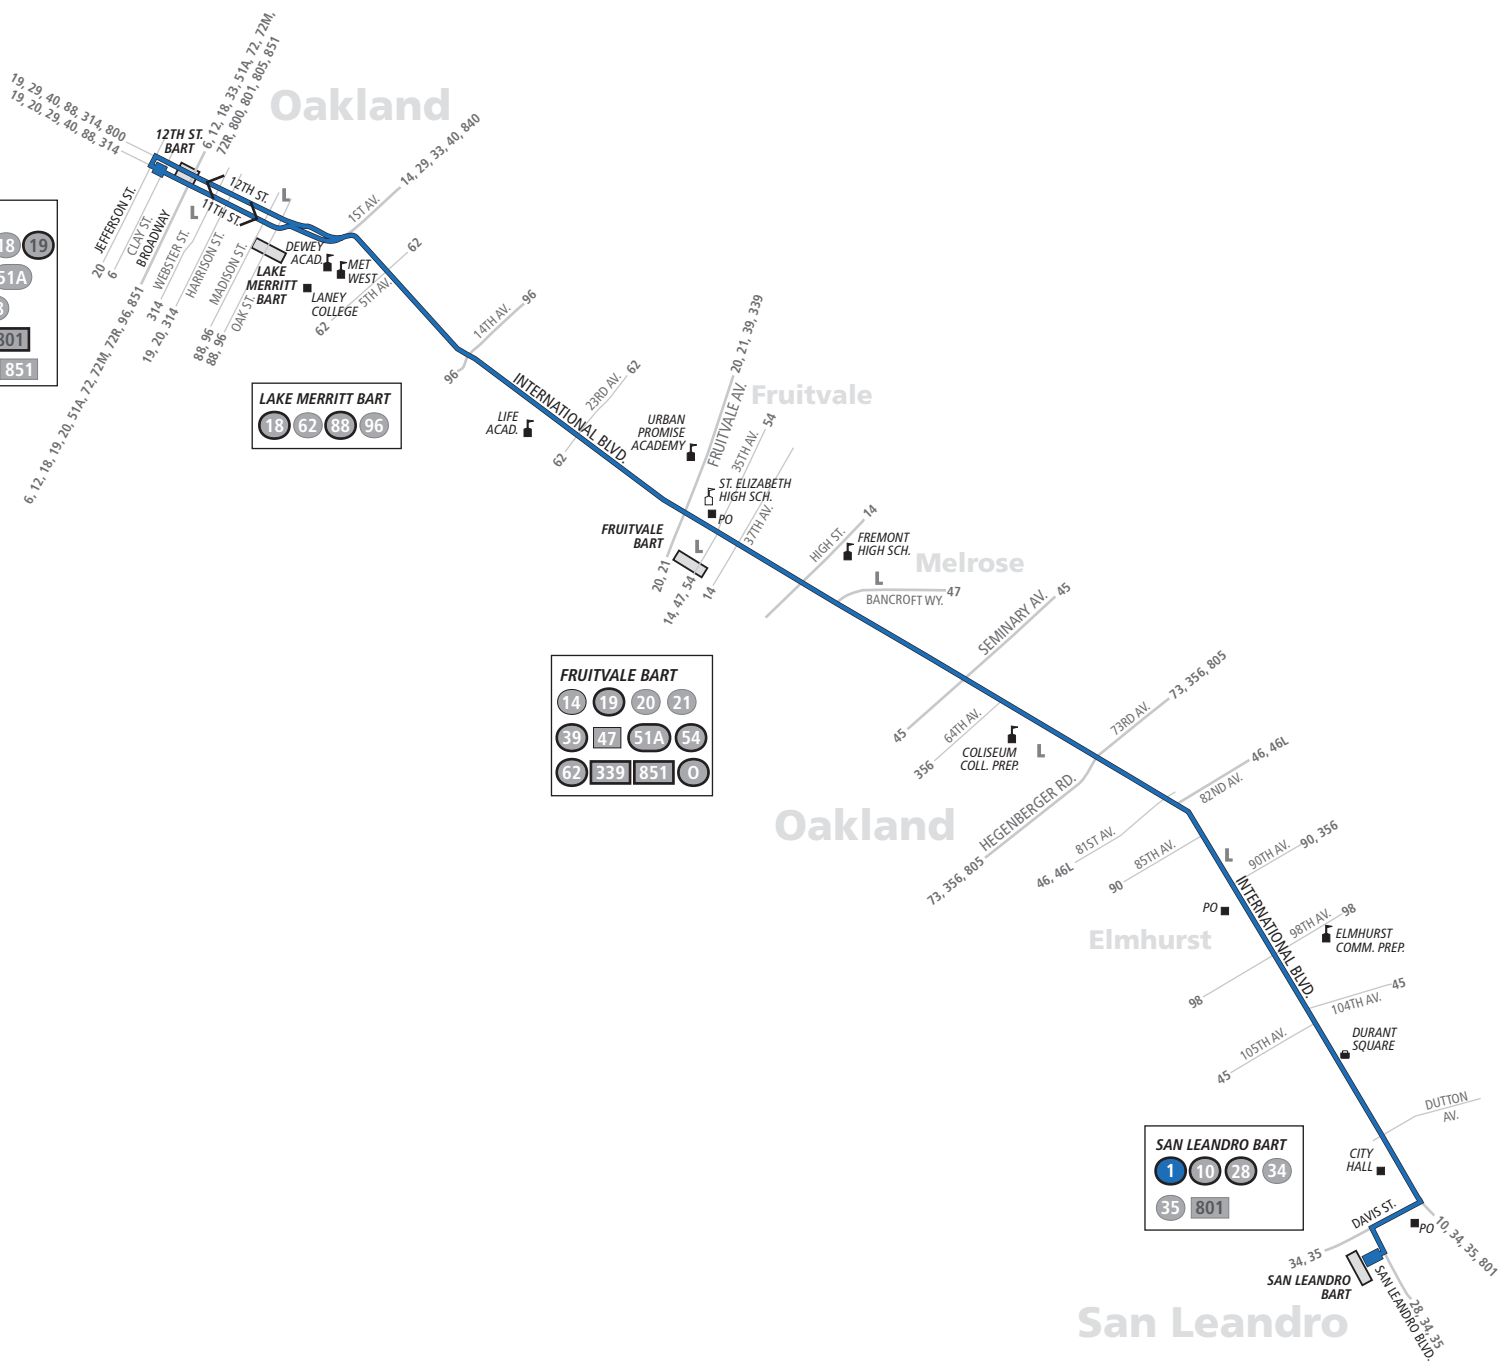 6, 12, 18, 33, 51A, 72, 72M,
72R, 800, 801, 805, 851
19, 29, 40, 88, 314, 800
19, 20, 29, 40, 88, 314
Oakland
12TH ST.
BART
14, 29, 33, 40, 840
1ST AV.
12TH ST.
11TH ST.
L
L
JEFFERSON ST.
20
CLAY ST.
6
BROADWAY
6, 12, 18, 19, 20, 51A, 72, 72M, 72R, 96, 851
WEBSTER ST.
314
HARRISON ST.
19, 20, 314
MADISON ST.
88, 96
OAK ST.
88, 96
18
19
51A
801
851
LAKE
MERRITT
BART
DEWEY
ACAD.
MET
WEST
LANEY
COLLEGE
62
5TH AV.
62
14TH AV.
96
96
LAKE MERRITT BART
18 62 88 96
INTERNATIONAL BLVD.
LIFE
ACAD.
23RD AV.
62
62
URBAN
PROMISE
ACADEMY
20, 21, 39, 339
FRUITVALE AV.
Fruitvale
54
35TH AV.
ST. ELIZABETH
HIGH SCH.
PO
37TH AV.
FRUITVALE
BART
L
20, 21
14, 47, 54
14
HIGH ST.
14
FREMONT
HIGH SCH.
Melrose
L
BANCROFT WY.
47
FRUITVALE BART
14 19 20 21
39 47 51A 54
62 339 851 O
SEMINARY AV.
45
45
64TH AV.
356
COLISEUM
COLL. PREP.
L
73RD AV.
73, 356, 805
HEGENBERGER RD.
73, 356, 805
Oakland
46, 46L
82ND AV.
81ST AV.
46, 46L
85TH AV.
90
L
90TH AV.
90, 356
PO
INTERNATIONAL BLVD.
Elmhurst
98TH AV.
98
98
ELMHURST
COMM. PREP.
104TH AV.
45
105TH AV.
45
DURANT
SQUARE
DUTTON
AV.
CITY
HALL
SAN LEANDRO BART
1 10 28 34
35 801
DAVIS ST.
34, 35
PO
10, 34, 35, 801
SAN LEANDRO
BART
SAN LEANDRO BLVD.
28, 34, 35
San Leandro